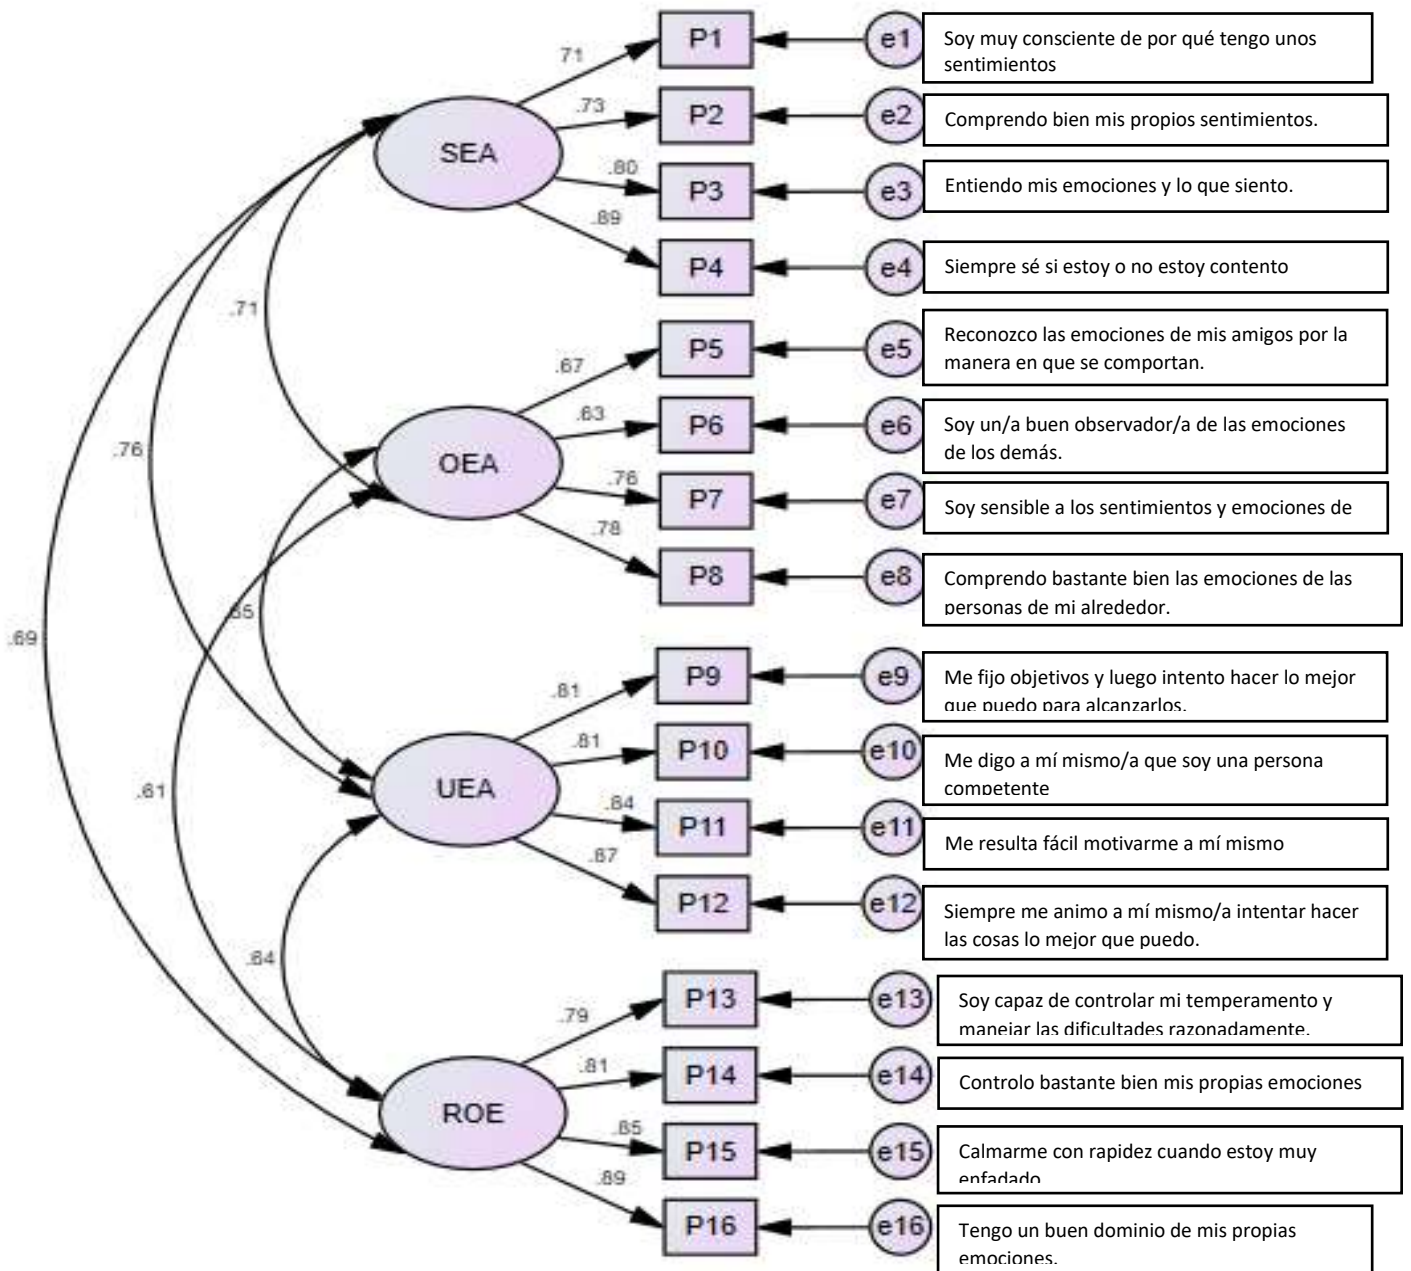 P1 e1 Soy muy consciente de por qué tengo unos
sentimientos
71
.73
P2 e2 Comprendo bien mis propios sentimientos.
SEA
.80
P3 e3 Entiendo mis emociones y lo que siento.
.89
P4 e4 Siempre sé si estoy o no estoy contento
.71
P5 e5 Reconozco las emociones de mis amigos por la
manera en que se comportan.
.67
.63
P6 e6 Soy un/a buen observador/a de las emociones
de los demás.
.76
OEA
.76
P7 e7 Soy sensible a los sentimientos y emociones de
.78
P8 e8 Comprendo bastante bien las emociones de las
personas de mi alrededor.
.69
P9 e9 Me fijo objetivos y luego intento hacer lo mejor
que puedo para alcanzarlos.
.81
.81
P10 e10 Me digo a mí mismo/a que soy una persona
competente
.61
UEA
.84
P11 e11 Me resulta fácil motivarme a mí mismo
.87
P12 e12 Siempre me animo a mí mismo/a intentar hacer
las cosas lo mejor que puedo.
.64
P13 e13 Soy capaz de controlar mi temperamento y
manejar las dificultades razonadamente.
.79
.81
P14 e14 Controlo bastante bien mis propias emociones
ROE
.85
P15 e15 Calmarme con rapidez cuando estoy muy
enfadado
.89
P16 e16 Tengo un buen dominio de mis propias
emociones.